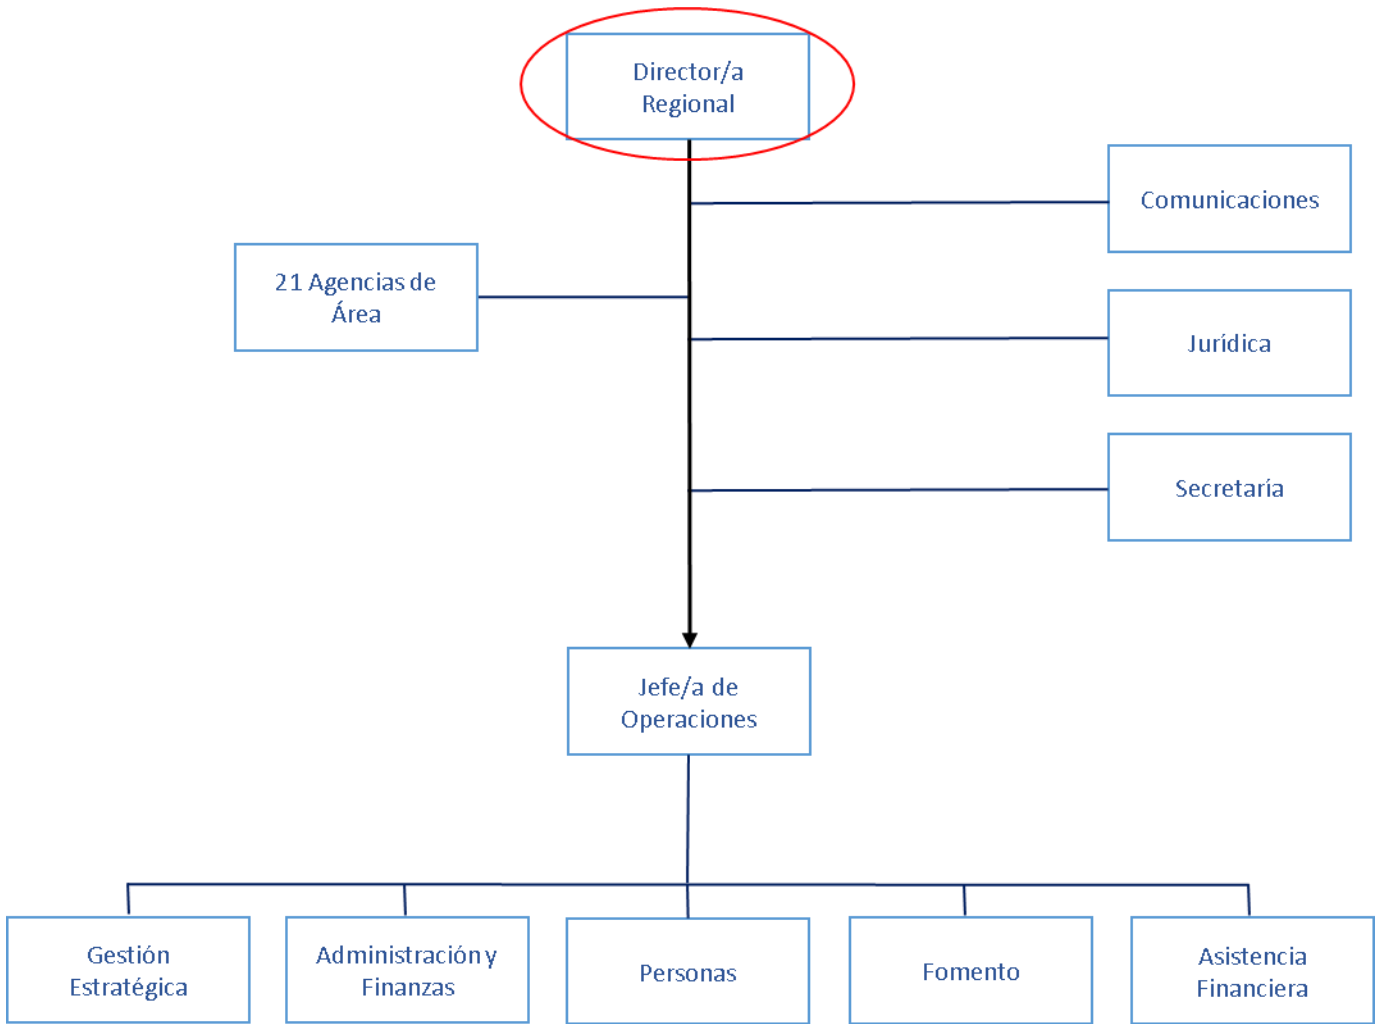 Director/a
Regional
Comunicaciones
21 Agencias de
Área
Jurídica
Secretaría
Jefe/a de
Operaciones
Gestión
Estratégica
Administración y
Finanzas
Personas
Fomento
Asistencia
Financiera